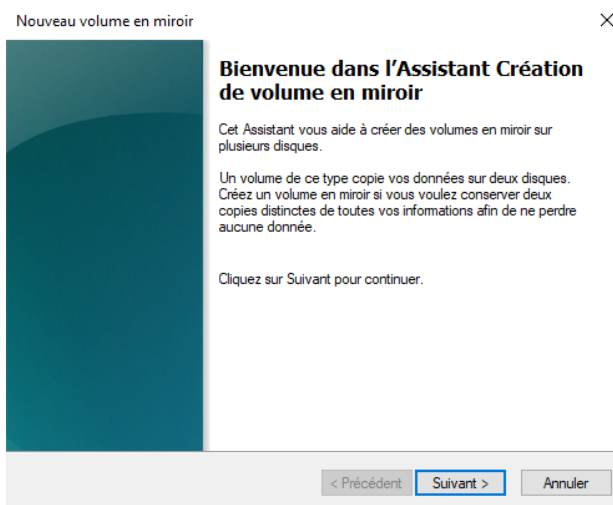 Nouveau volume en miroir
Bienvenue dans l'Assistant Création
de volume en miroir
Cet Assistant vous aide à créer des volumes en miroir sur
plusieurs disques.
Un volume de ce type copie vos données sur deux disques.
Créez un volume en miroir si vous voulez conserver deux
copies distinctes de toutes vos informations afin de ne perdre
aucune donnée.
Cliquez sur Suivant pour continuer.
< Précédent Suivant > Annuler